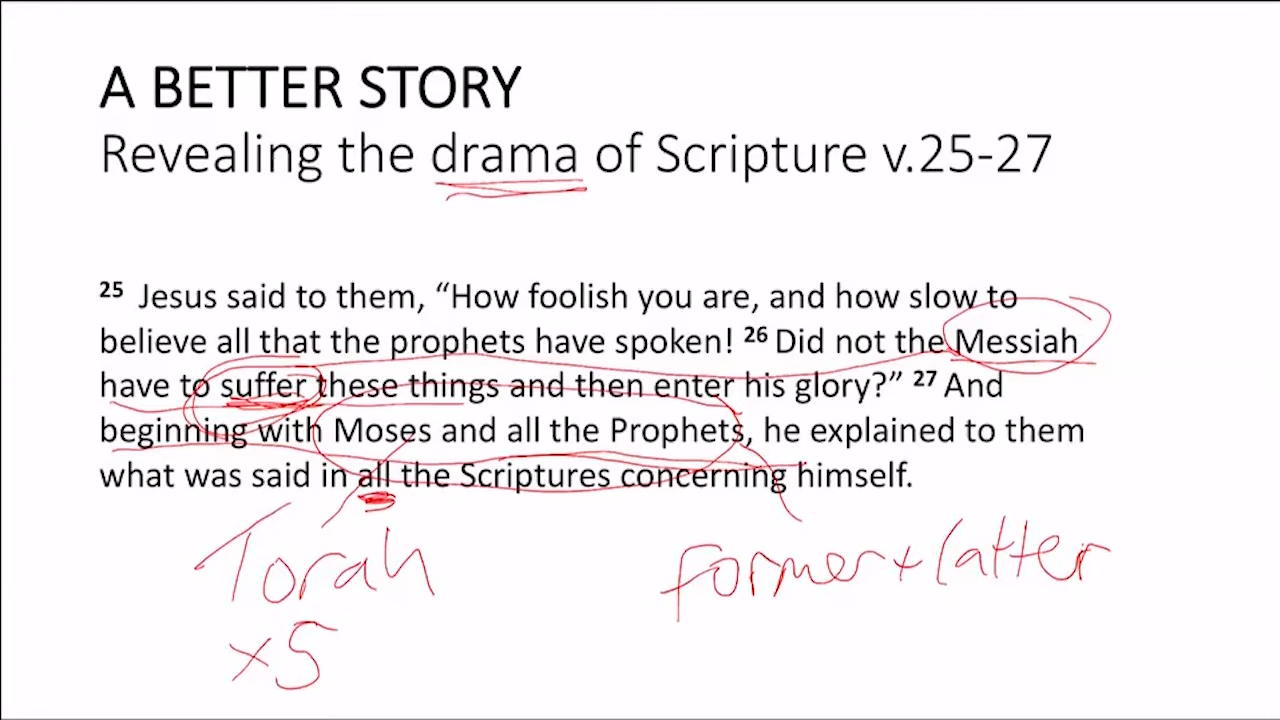 A BETTER STORY
Revealing the drama of Scripture v.25-27
25 Jesus said to them, “How foolish you are, and how slow to
believe all that the prophets have spoken! 26 Did not the Messiah
have to suffer these things and then enter his glory?” 27 And
beginning with Moses and all the Prophets, he explained to them
what was said in all the Scriptures concerning himself.
Torah former + latter
x5